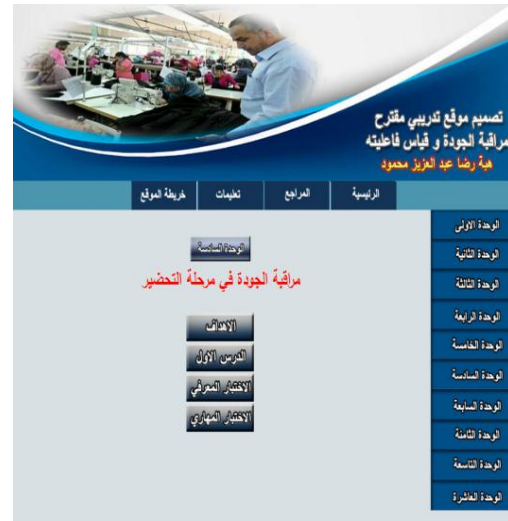 تصميم موقع تدريبي مقترح
مراقبة الجودة و قياس فاعليته
هبة رضا عبد العزيز محمود
الرئيسية
المراجع
تعليمات
خريطة الموقع
الوحدة الاولى
الوحدة الثانية
الوحدة الثالثة
الوحدة الرابعة
الوحدة الخامسة
الوحدة السادسة
الوحدة السابعة
الوحدة الثامنة
الوحدة التاسعة
الوحدة العاشرة
الوحدة السادسة
مراقبة الجودة في مرحلة التحضير
الاهداف
الدرس الاول
الاختبار المعرفي
الاختبار المهاري